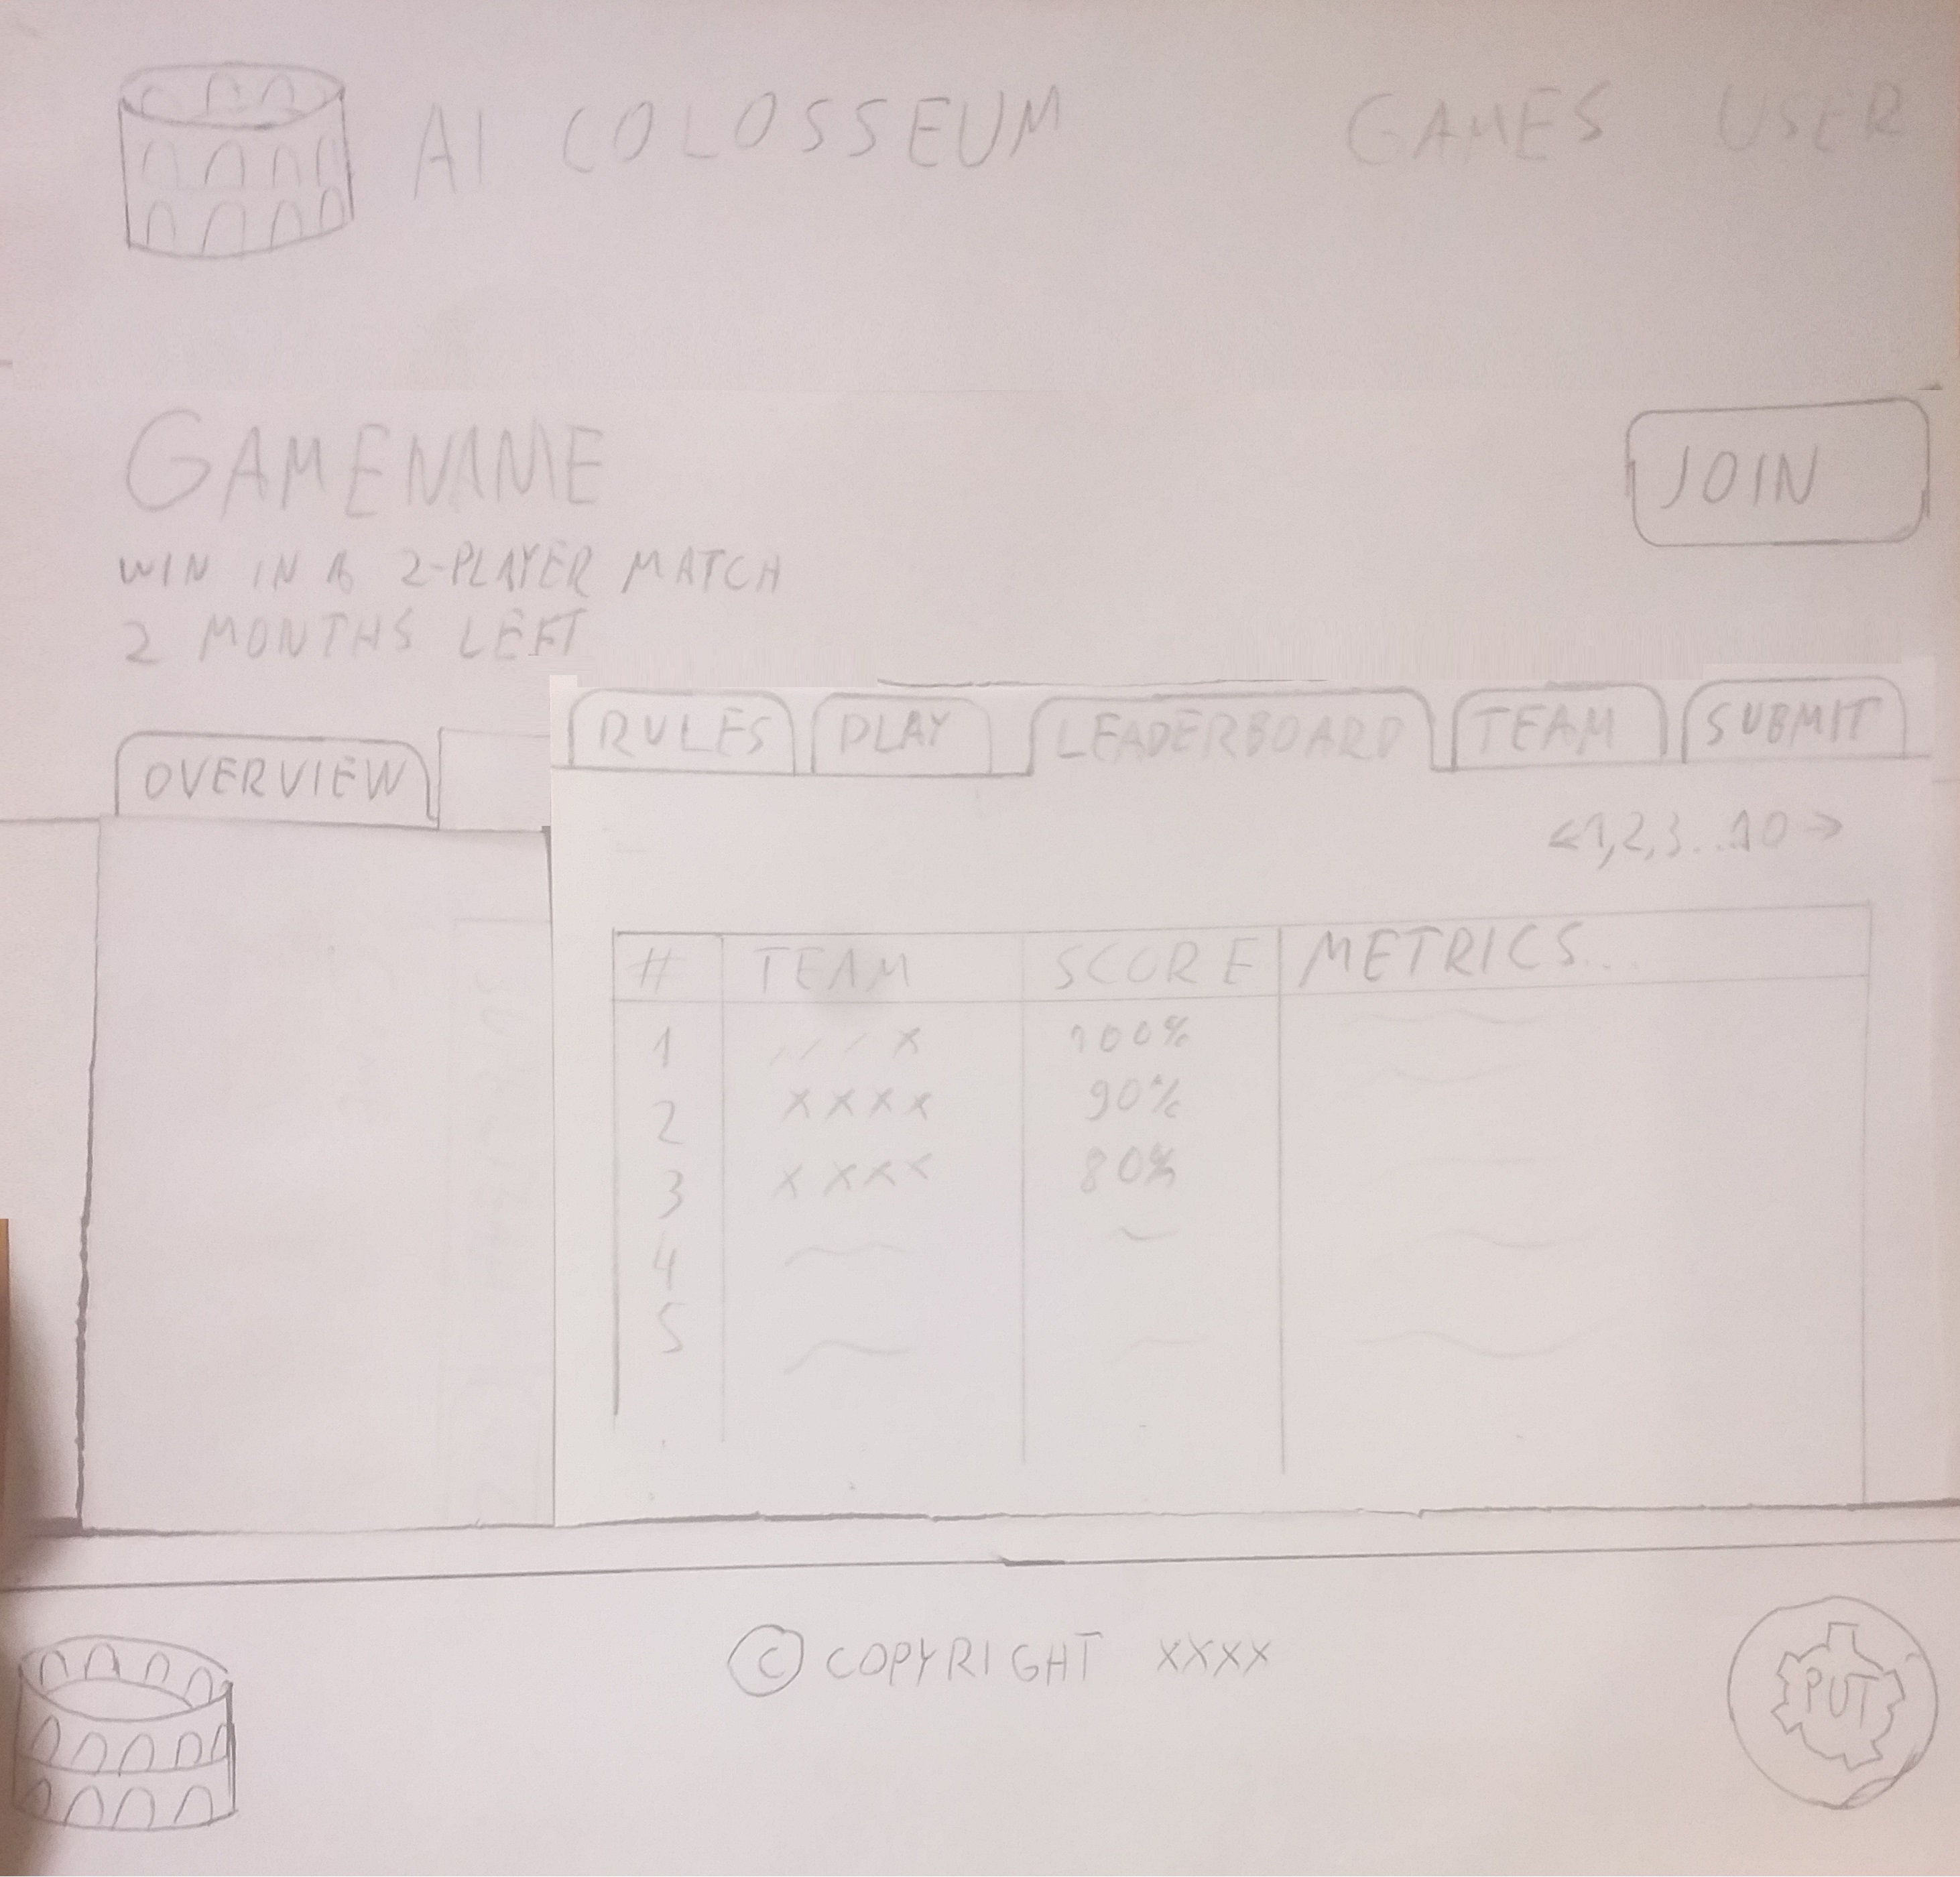 AI COLOSSEUM GAMES USER
GAMENAME
JOIN
WIN IN A 2-PLAYER MATCH
2 MONTHS LEFT
OVERVIEW RULES PLAY LEADERBOARD TEAM SUBMIT
<1,2,3...10>
# TEAM SCORE METRICS...
1 x 100%
2 xxxx 90%
3 xxxx 80%
4
5
© COPYRIGHT XXXX
PUT